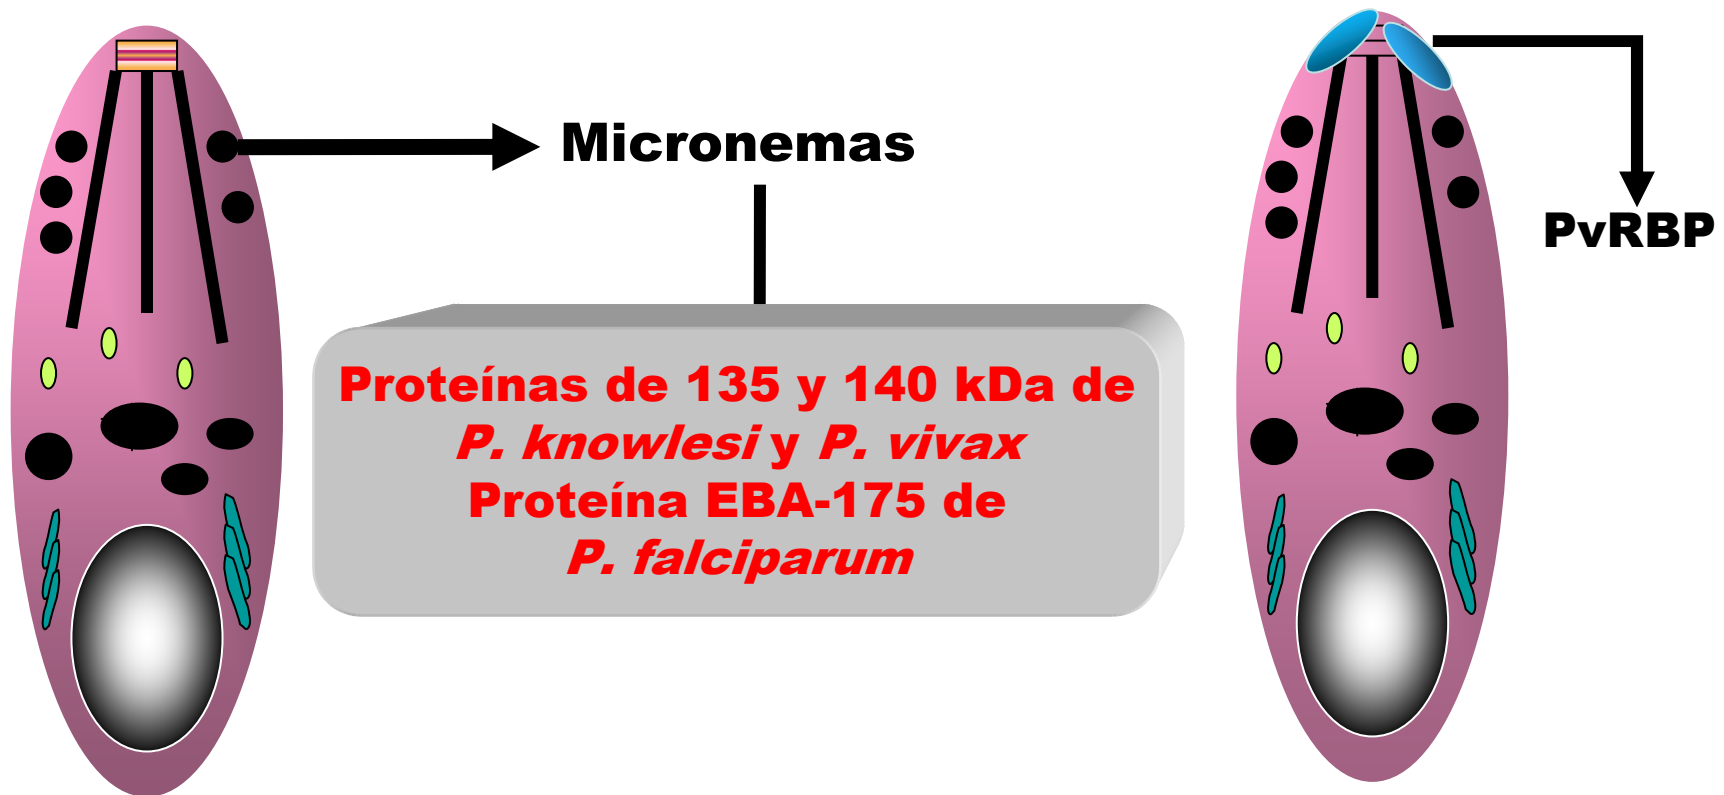 Micronemas
PvRBP
Proteínas de 135 y 140 kDa de
P. knowlesi y P. vivax
Proteína EBA-175 de
P. falciparum